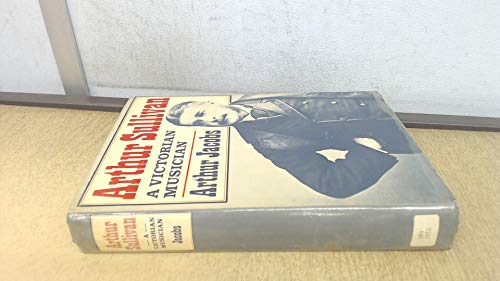 Arthur Sullivan
A VICTORIAN
MUSICIAN
Arthur Jacobs
Arthur
Sullivan
A
VICTORIAN
MUSICIAN
Jacobs